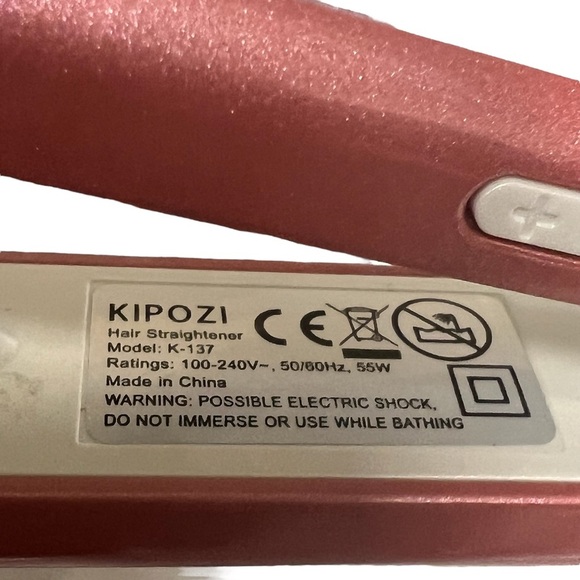 KIPOZI
Hair Straightener
Model: K-137
Ratings: 100-240V~, 50/60Hz, 55W
Made in China
WARNING: POSSIBLE ELECTRIC SHOCK,
DO NOT IMMERSE OR USE WHILE BATHING
CE
+